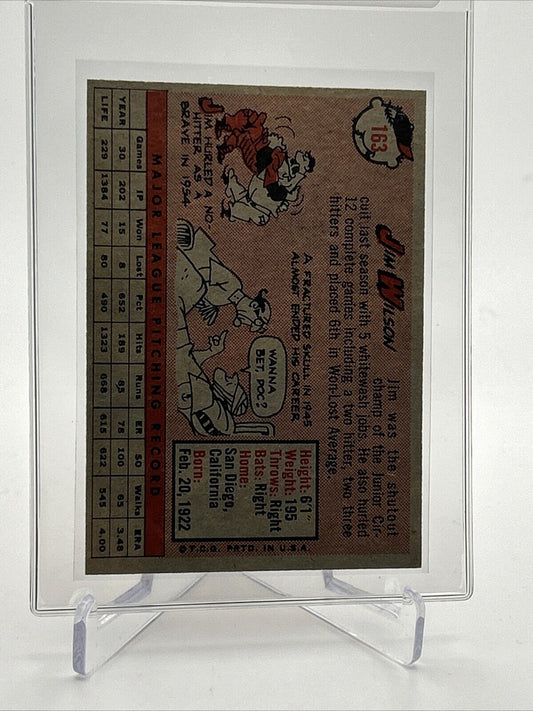 163
JIM WILSON
Jim was the shutout
champ of the Junior Cir-
cuit last season with 5 whitewash jobs. He also hurled
12 complete games including a two hitter, two three
hitters and placed 6th in Won-Lost Average.
JIM HURLED A NO
HITTER AS A
BRAVE IN 1954
A FRACTURED SKULL IN 1945
ALMOST ENDED HIS CAREER
WANNA
BET, DOC?
Height: 6'1"
Weight: 195
Throws: Right
Bats: Right
Home:
San Diego,
California
Born:
Feb. 20, 1922
© T.C.G. PRTD. IN U.S.A.
MAJOR LEAGUE PITCHING RECORD
Games IP Won Lost Pct Hits Runs ER SO Walks ERA
YEAR 30 202 15 8 652 189 85 78 100 65 3.48
LIFE 229 1384 77 80 490 1323 668 615 622 545 4.00